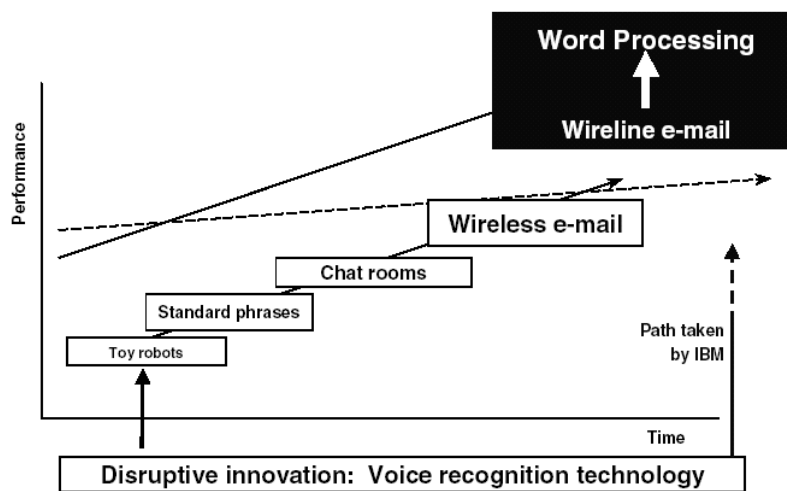 Word Processing
Wireline e-mail
Performance
Wireless e-mail
Chat rooms
Standard phrases
Toy robots
Path taken
by IBM
Time
Disruptive innovation: Voice recognition technology